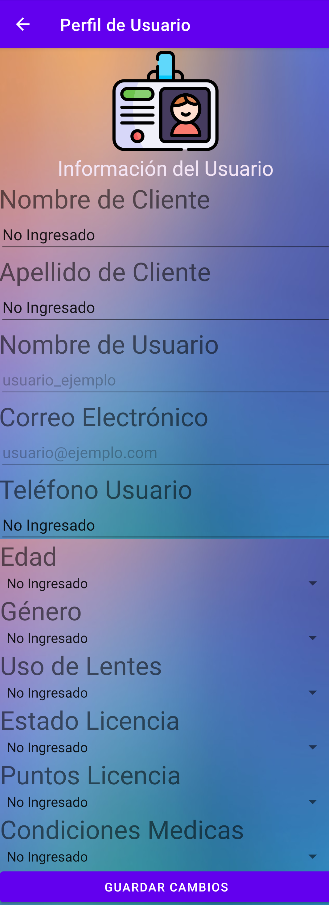 Perfil de Usuario
Información del Usuario
Nombre de Cliente
No Ingresado
Apellido de Cliente
No Ingresado
Nombre de Usuario
usuario_ejemplo
Correo Electrónico
usuario@ejemplo.com
Teléfono Usuario
No Ingresado
Edad
No Ingresado
Género
No Ingresado
Uso de Lentes
No Ingresado
Estado Licencia
No Ingresado
Puntos Licencia
No Ingresado
Condiciones Medicas
No Ingresado
GUARDAR CAMBIOS